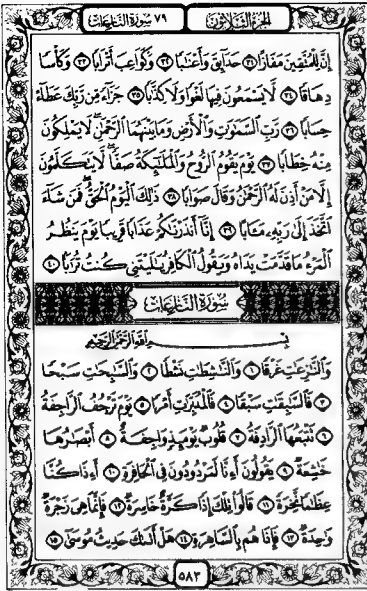 الجزء الثلاثون ٧٩ سورة النازعات
إِنَّ لِلْمُتَّقِينَ مَفَازًا ٣١ حَدَآئِقَ وَأَعْنَٰبًا ٣٢ وَكَوَاعِبَ أَتْرَابًا ٣٣ وَكَأْسًا
دِهَاقًا ٣٤ لَّا يَسْمَعُونَ فِيهَا لَغْوًا وَلَا كِذَّٰبًا ٣٥ جَزَآءً مِّن رَّبِّكَ عَطَآءً
حِسَابًا ٣٦ رَّبِّ ٱلسَّمَٰوَٰتِ وَٱلْأَرْضِ وَمَا بَيْنَهُمَا ٱلرَّحْمَٰنِ ۖ لَا يَمْلِكُونَ
مِنْهُ خِطَابًا ٣٧ يَوْمَ يَقُومُ ٱلرُّوحُ وَٱلْمَلَٰٓئِكَةُ صَفًّا ۖ لَّا يَتَكَلَّمُونَ
إِلَّا مَنْ أَذِنَ لَهُ ٱلرَّحْمَٰنُ وَقَالَ صَوَابًا ٣٨ ذَٰلِكَ ٱلْيَوْمُ ٱلْحَقُّ ۖ فَمَن شَآءَ
ٱتَّخَذَ إِلَىٰ رَبِّهِۦ مَـَٔابًا ٣٩ إِنَّآ أَنذَرْنَٰكُمْ عَذَابًا قَرِيبًا يَوْمَ يَنظُرُ
ٱلْمَرْءُ مَا قَدَّمَتْ يَدَاهُ وَيَقُولُ ٱلْكَافِرُ يَٰلَيْتَنِى كُنتُ تُرَٰبًۢا ٤٠
سورة النازعات
بِسْمِ ٱللَّهِ ٱلرَّحْمَٰنِ ٱلرَّحِيمِ
وَٱلنَّٰزِعَٰتِ غَرْقًا ١ وَٱلنَّٰشِطَٰتِ نَشْطًا ٢ وَٱلسَّٰبِحَٰتِ سَبْحًا
٣ فَٱلسَّٰبِقَٰتِ سَبْقًا ٤ فَٱلْمُدَبِّرَٰتِ أَمْرًا ٥ يَوْمَ تَرْجُفُ ٱلرَّاجِفَةُ
٦ تَتْبَعُهَا ٱلرَّادِفَةُ ٧ قُلُوبٌ يَوْمَئِذٍ وَاجِفَةٌ ٨ أَبْصَٰرُهَا
خَٰشِعَةٌ ٩ يَقُولُونَ أَءِنَّا لَمَرْدُودُونَ فِى ٱلْحَافِرَةِ ١٠ أَءِذَا كُنَّا
عِظَٰمًا نَّخِرَةً ١١ قَالُوا۟ تِلْكَ إِذًا كَرَّةٌ خَاسِرَةٌ ١٢ فَإِنَّمَا هِىَ زَجْرَةٌ
وَٰحِدَةٌ ١٣ فَإِذَا هُم بِٱلسَّاهِرَةِ ١٤ هَلْ أَتَىٰكَ حَدِيثُ مُوسَىٰٓ ١٥
٥٨٣